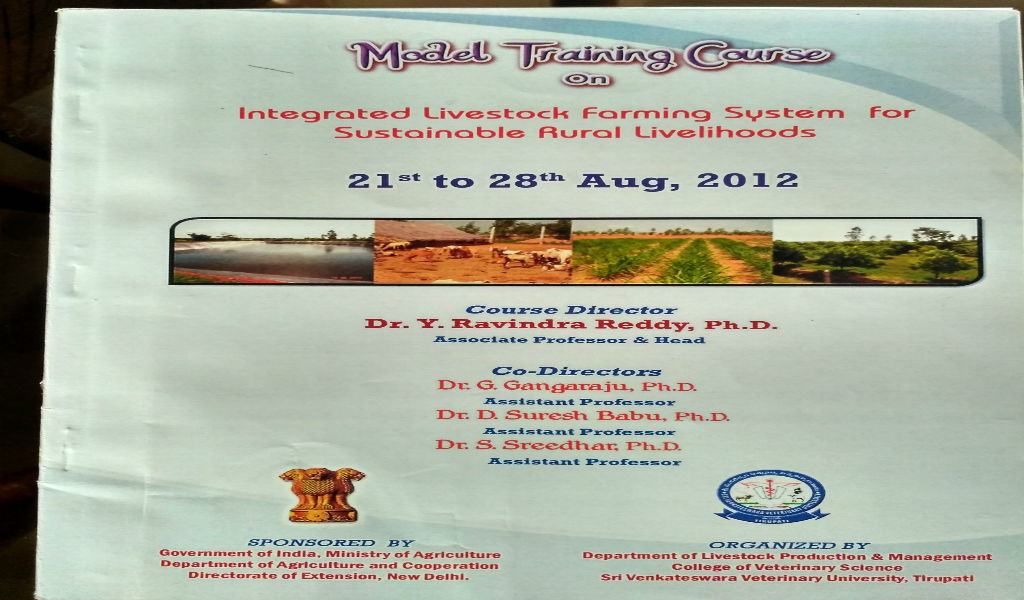 Model Training Course
on
Integrated Livestock Farming System for
Sustainable Rural Livelihoods
21st to 28th Aug, 2012
Course Director
Dr. Y. Ravindra Reddy, Ph.D.
Associate Professor & Head
Co-Directors
Dr. G. Gangaraju, Ph.D.
Assistant Professor
Dr. D. Suresh Babu, Ph.D.
Assistant Professor
Dr. S. Sreedhar, Ph.D.
Assistant Professor
TIRUPATI
SPONSORED BY
Government of India, Ministry of Agriculture
Department of Agriculture and Cooperation
Directorate of Extension, New Delhi.
ORGANIZED BY
Department of Livestock Production & Management
College of Veterinary Science
Sri Venkateswara Veterinary University, Tirupati